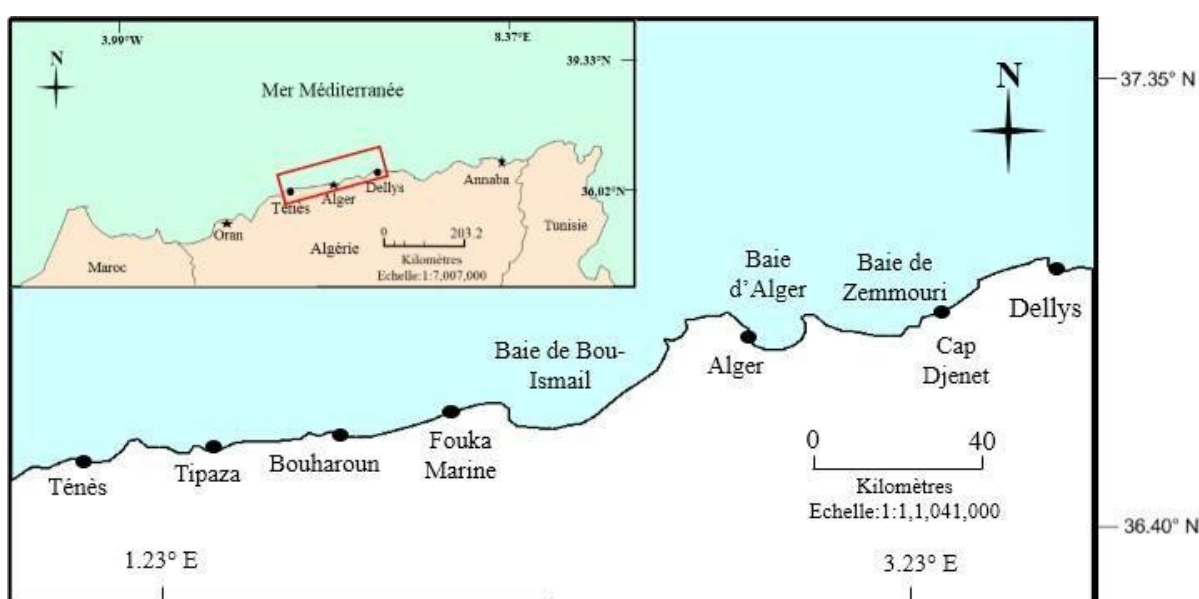 3.99°W
8.37°E
39.33°N
N
Mer Méditerranée
36.02°N
Ténès
Alger
Dellys
Annaba
Oran
Algérie
Tunisie
Maroc
0 203.2
Kilomètres
Echelle:1:7,007,000
N
37.35° N
Baie
d’Alger
Baie de
Zemmouri
Dellys
Baie de Bou-
Ismail
Alger
Cap
Djenet
Fouka
Marine
Bouharoun
Tipaza
Ténès
0 40
Kilomètres
Echelle:1:1,1,041,000
36.40° N
1.23° E
3.23° E